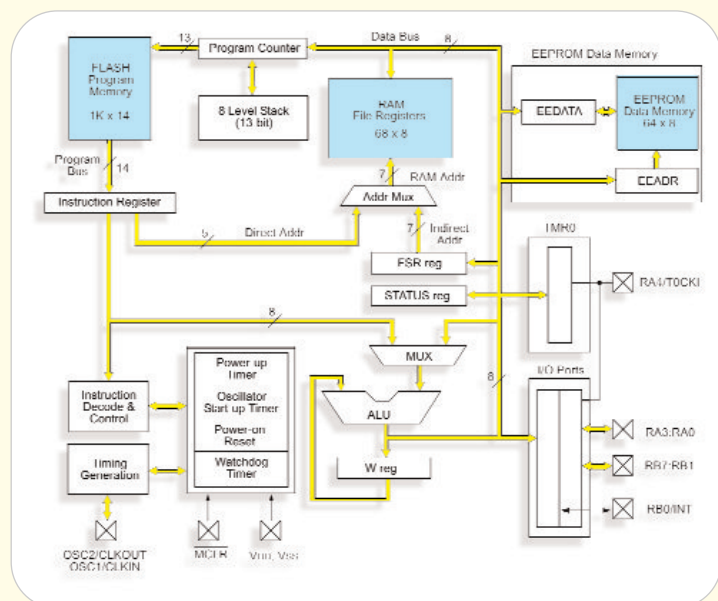 13
Program Counter
Data Bus
8
EEPROM Data Memory
FLASH
Program
Memory
1K x 14
8 Level Stack
(13 bit)
RAM
File Registers
68 x 8
EEDATA
EEPROM
Data Memory
64 x 8
EEADR
Program
Bus
14
7
RAM Addr
Instruction Register
Addr Mux
5
Direct Addr
7
Indirect
Addr
FSR reg
TMR0
STATUS reg
RA4/T0CKI
8
MUX
Power up
Timer
8
I/O Ports
Instruction
Decode &
Control
Oscillator
Start up Timer
Power-on
Reset
ALU
RA3:RA0
Timing
Generation
Watchdog
Timer
W reg
RB7:RB1
RB0/INT
OSC2/CLKOUT
OSC1/CLKIN
MCLR
VDD, VSS